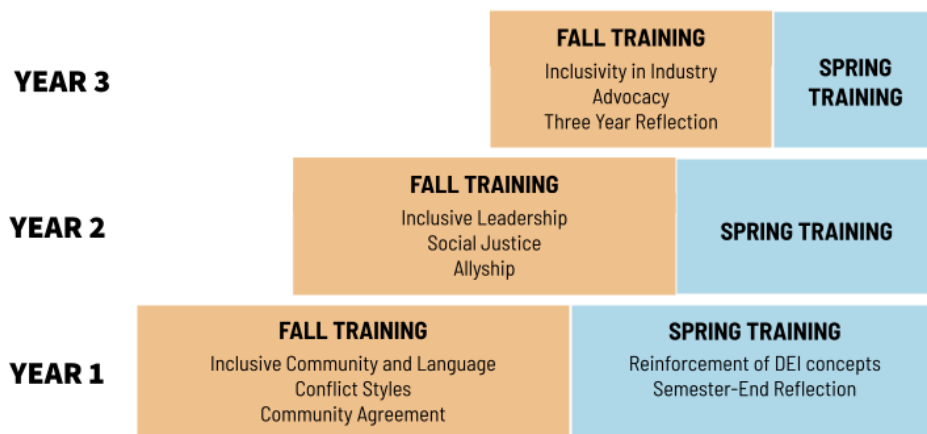 YEAR 3
FALL TRAINING
Inclusivity in Industry
Advocacy
Three Year Reflection
SPRING
TRAINING
YEAR 2
FALL TRAINING
Inclusive Leadership
Social Justice
Allyship
SPRING TRAINING
YEAR 1
FALL TRAINING
Inclusive Community and Language
Conflict Styles
Community Agreement
SPRING TRAINING
Reinforcement of DEI concepts
Semester-End Reflection